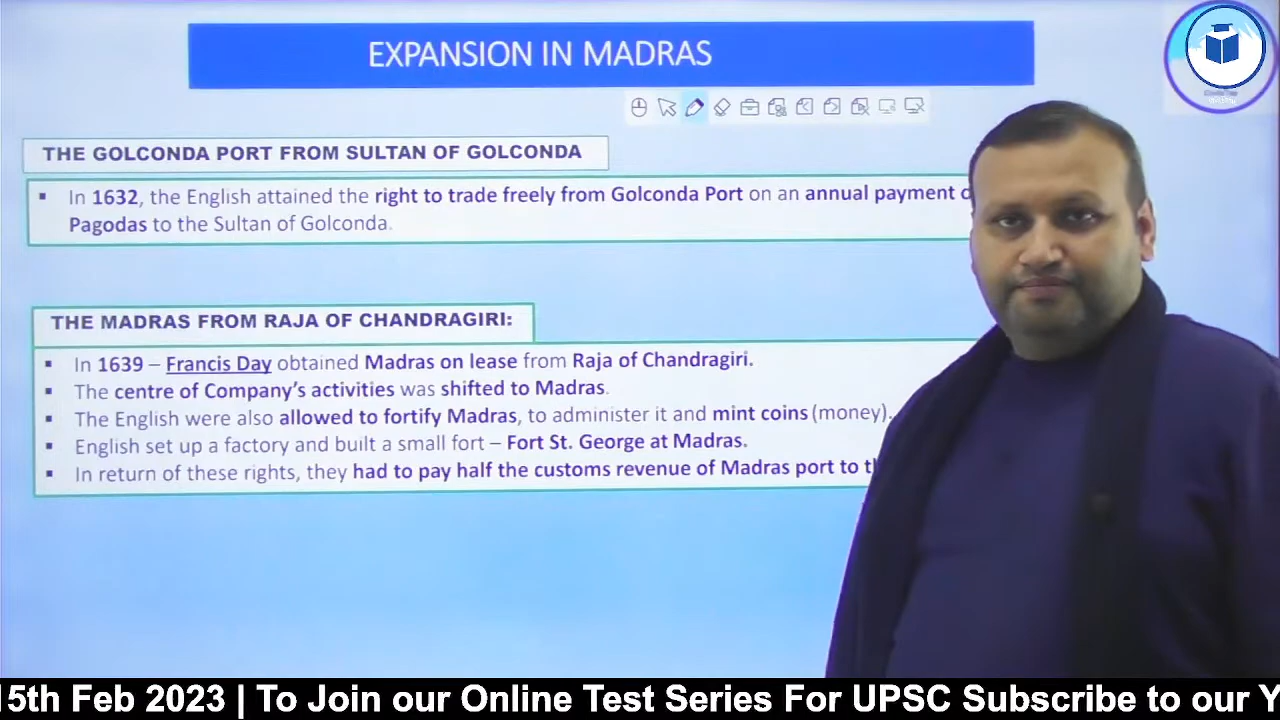 EXPANSION IN MADRAS
THE GOLCONDA PORT FROM SULTAN OF GOLCONDA
▪ In 1632, the English attained the right to trade freely from Golconda Port on an annual payment
Pagodas to the Sultan of Golconda.
THE MADRAS FROM RAJA OF CHANDRAGIRI:
▪ In 1639 – Francis Day obtained Madras on lease from Raja of Chandragiri.
▪ The centre of Company's activities was shifted to Madras.
▪ The English were also allowed to fortify Madras, to administer it and mint coins (money).
▪ English set up a factory and built a small fort – Fort St. George at Madras.
▪ In return of these rights, they had to pay half the customs revenue of Madras port to
15th Feb 2023 | To Join our Online Test Series For UPSC Subscribe to our Y